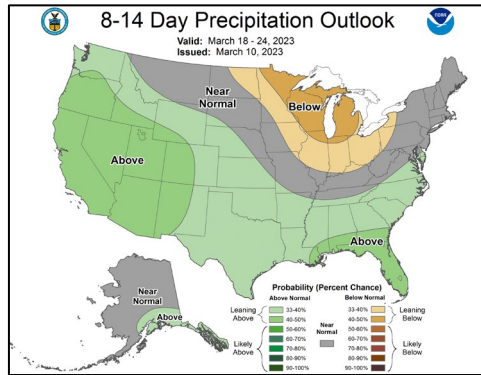 8-14 Day Precipitation Outlook
Valid: March 18 - 24, 2023
Issued: March 10, 2023
Near
Normal
Below
Above
Above
Near
Normal
Above
Probability (Percent Chance)
Above Normal
Below Normal
Leaning
Above
33-40%
40-50%
Likely
Above
50-60%
60-70%
70-80%
80-90%
90-100%
Near
Normal
33-40%
40-50%
Leaning
Below
50-60%
60-70%
70-80%
80-90%
90-100%
Likely
Below